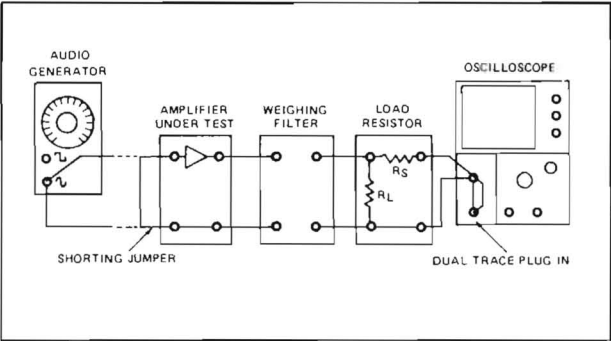 AUDIO
GENERATOR
AMPLIFIER
UNDER TEST
WEIGHING
FILTER
LOAD
RESISTOR
OSCILLOSCOPE
RS
RL
SHORTING JUMPER
DUAL TRACE PLUG IN